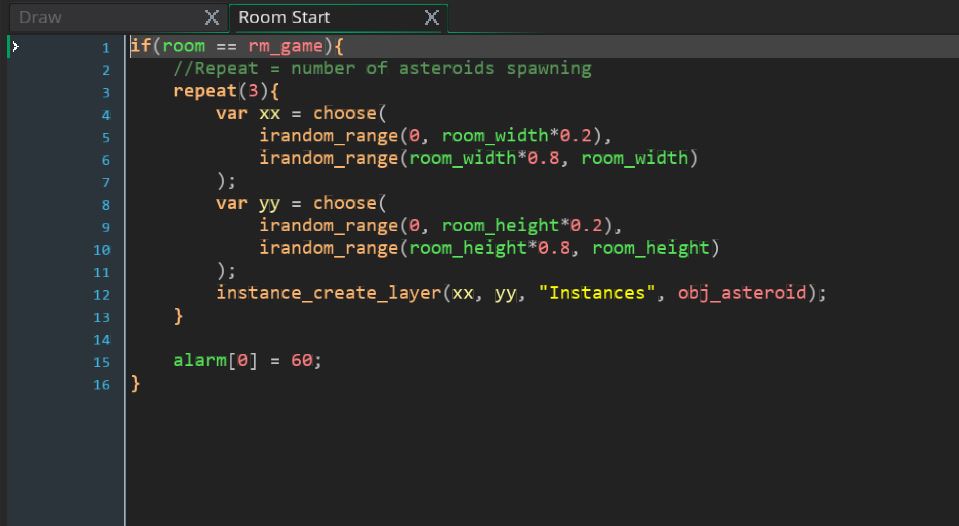 Draw X Room Start X
1 if(room == rm_game){
2 //Repeat = number of asteroids spawning
3 repeat(3){
4 var xx = choose(
5 irandom_range(0, room_width*0.2),
6 irandom_range(room_width*0.8, room_width)
7 );
8 var yy = choose(
9 irandom_range(0, room_height*0.2),
10 irandom_range(room_height*0.8, room_height)
11 );
12 instance_create_layer(xx, yy, "Instances", obj_asteroid);
13 }
14
15 alarm[0] = 60;
16 }